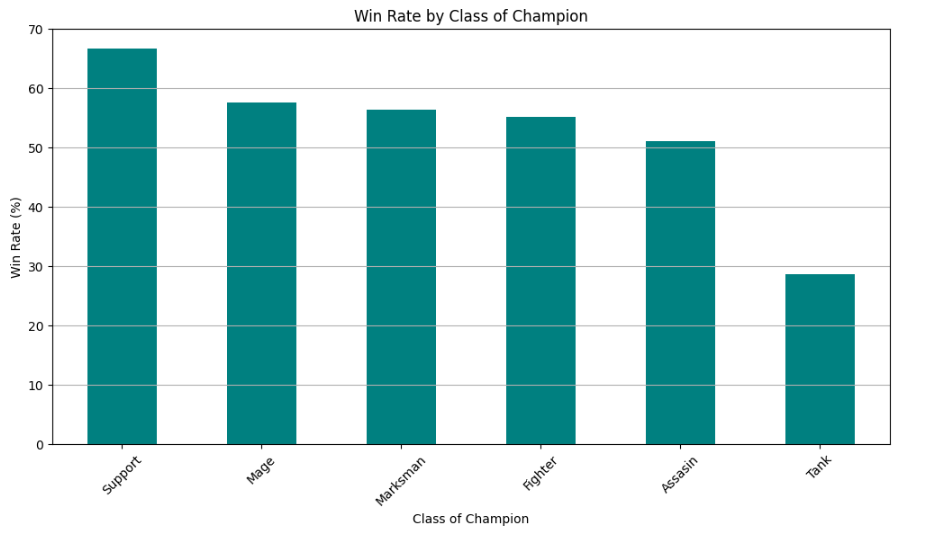 Win Rate by Class of Champion
Win Rate (%)
70
60
50
40
30
20
10
0
Support
Mage
Marksman
Fighter
Assasin
Tank
Class of Champion